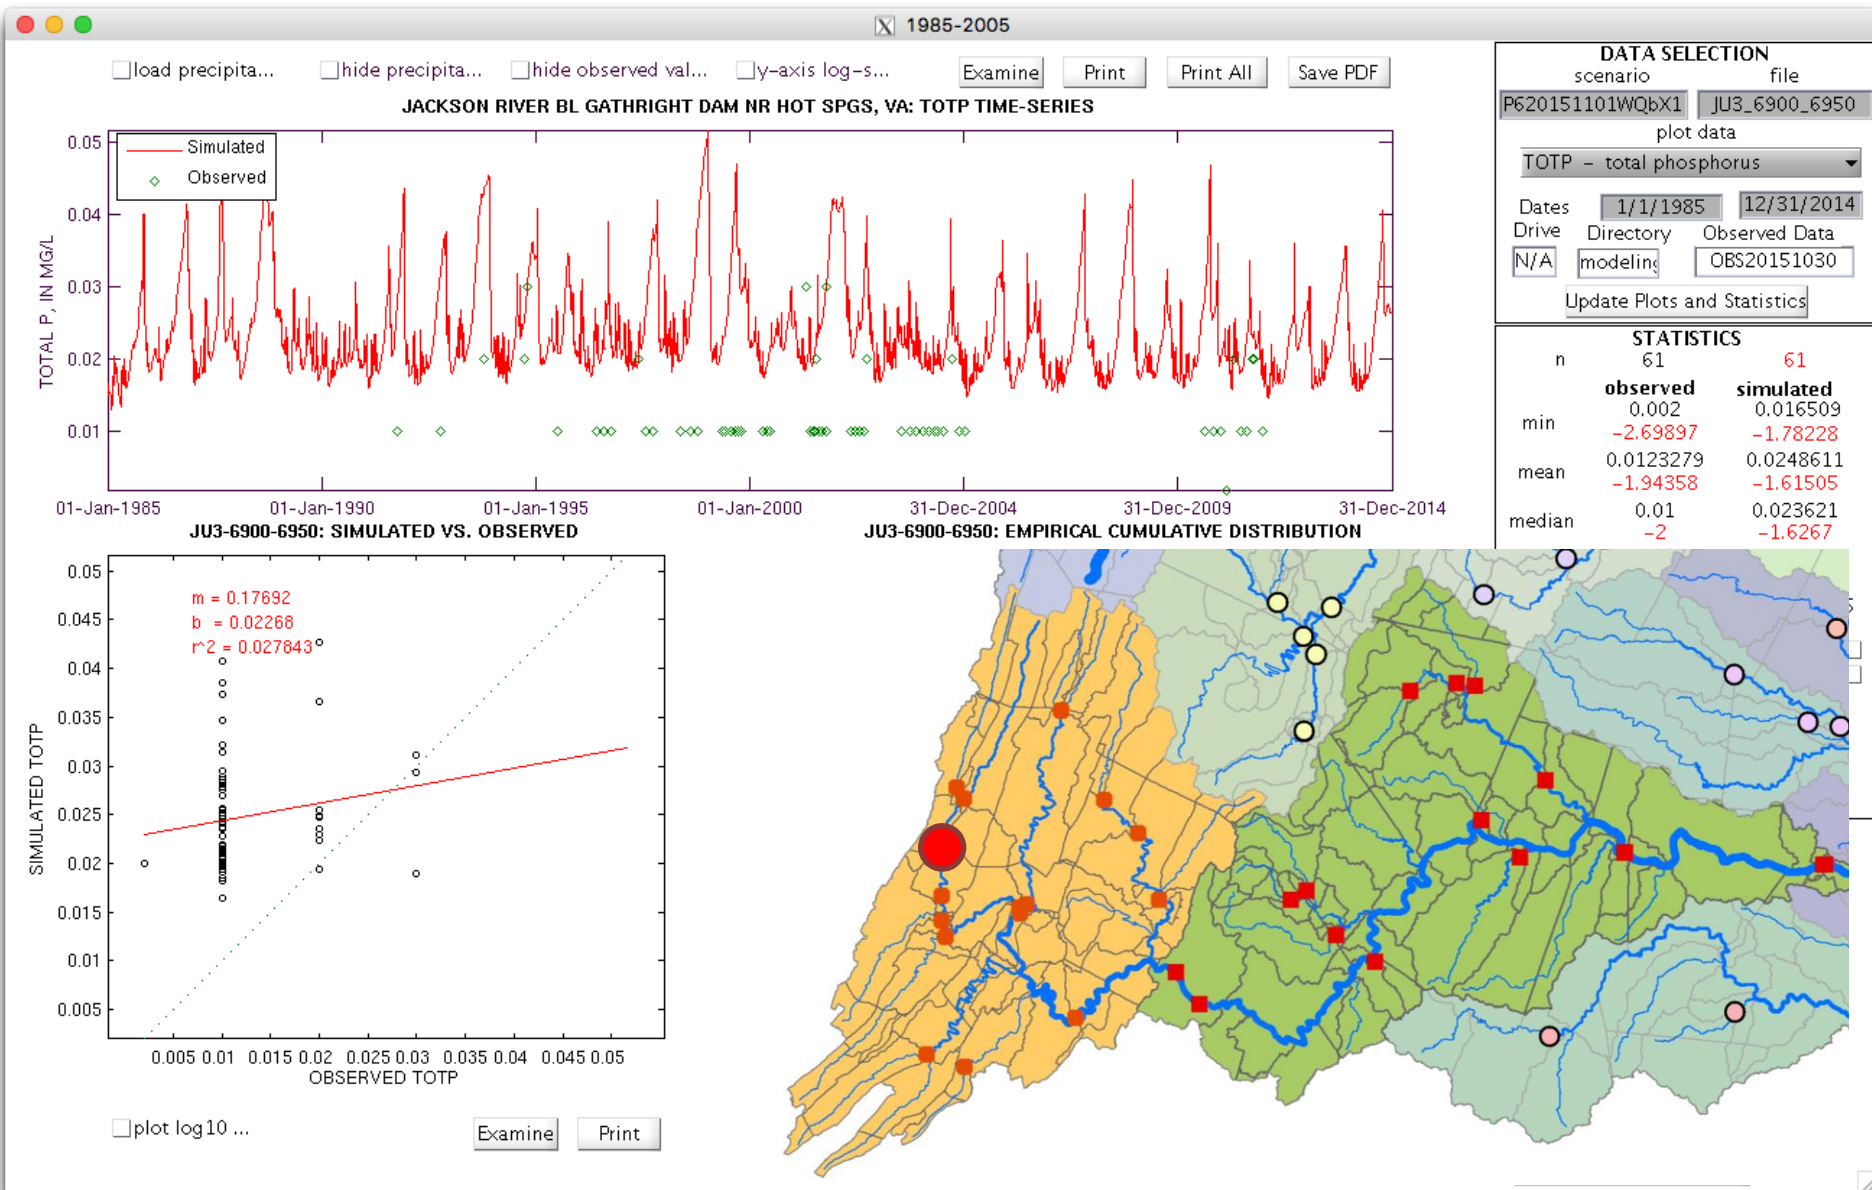 1985-2005
load precipita...
hide precipita...
hide observed val...
y-axis log-s...
Examine
Print
Print All
Save PDF
JACKSON RIVER BL GATHRIGHT DAM NR HOT SPGS, VA: TOTP TIME-SERIES
Simulated
Observed
TOTAL P, IN MG/L
0.05
0.04
0.03
0.02
0.01
01-Jan-1985
01-Jan-1990
01-Jan-1995
01-Jan-2000
31-Dec-2004
31-Dec-2009
31-Dec-2014
DATA SELECTION
scenario file
P620151101WQbX1 JU3_6900_6950
plot data
TOTP - total phosphorus
Dates 1/1/1985 12/31/2014
Drive Directory Observed Data
N/A modeling OBS20151030
Update Plots and Statistics
STATISTICS
n 61 61
observed simulated
min 0.002 0.016509
-2.69897 -1.78228
mean 0.0123279 0.0248611
-1.94358 -1.61505
median 0.01 0.023621
-2 -1.6267
JU3-6900-6950: SIMULATED VS. OBSERVED
JU3-6900-6950: EMPIRICAL CUMULATIVE DISTRIBUTION
m = 0.17692
b = 0.02268
r^2 = 0.027843
SIMULATED TOTP
0.05
0.045
0.04
0.035
0.03
0.025
0.02
0.015
0.01
0.005
0.005 0.01 0.015 0.02 0.025 0.03 0.035 0.04 0.045 0.05
OBSERVED TOTP
plot log10 ...
Examine
Print